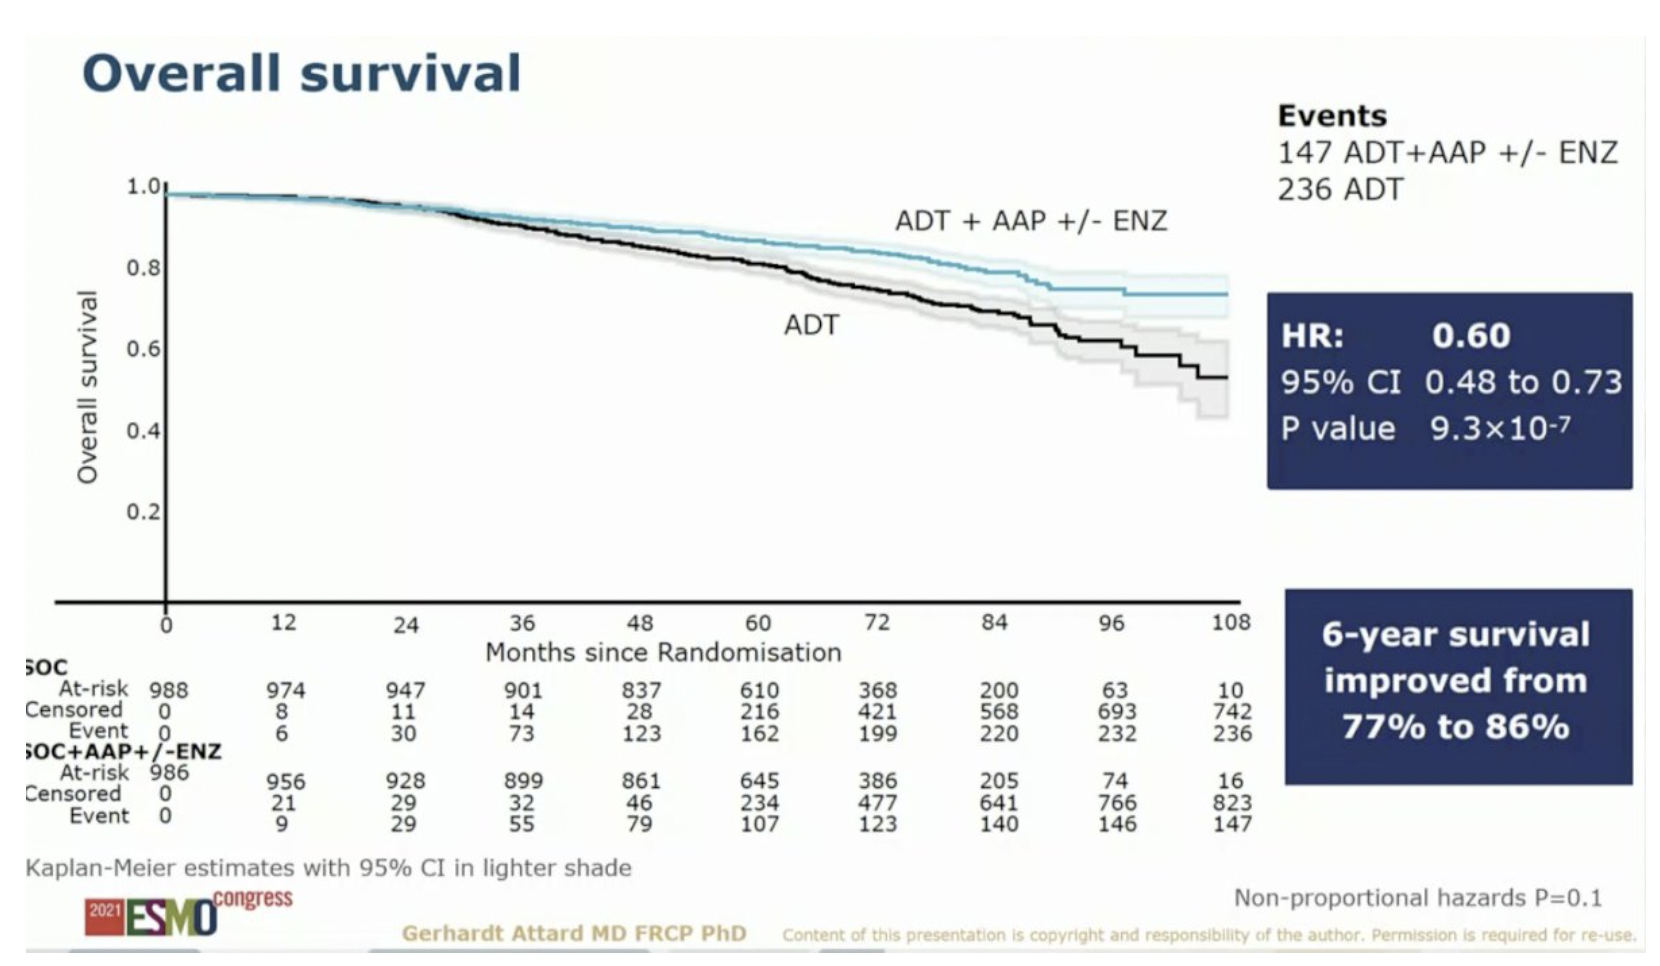 Overall survival
Events
147 ADT+AAP +/- ENZ
236 ADT
1.0
0.8
0.6
0.4
0.2
Overall survival
ADT + AAP +/- ENZ
ADT
HR: 0.60
95% CI 0.48 to 0.73
P value 9.3×10-7
0 12 24 36 48 60 72 84 96 108
Months since Randomisation
SOC
At-risk 988 974 947 901 837 610 368 200 63 10
Censored 0 8 11 14 28 216 421 568 693 742
Event 0 6 30 73 123 162 199 220 232 236
SOC+AAP+/-ENZ
At-risk 986 956 928 899 861 645 386 205 74 16
Censored 0 21 29 32 46 234 477 641 766 823
Event 0 9 29 55 79 107 123 140 146 147
6-year survival
improved from
77% to 86%
Kaplan-Meier estimates with 95% CI in lighter shade
Non-proportional hazards P=0.1
2021 ESMO congress
Gerhardt Attard MD FRCP PhD
Content of this presentation is copyright and responsibility of the author. Permission is required for re-use.